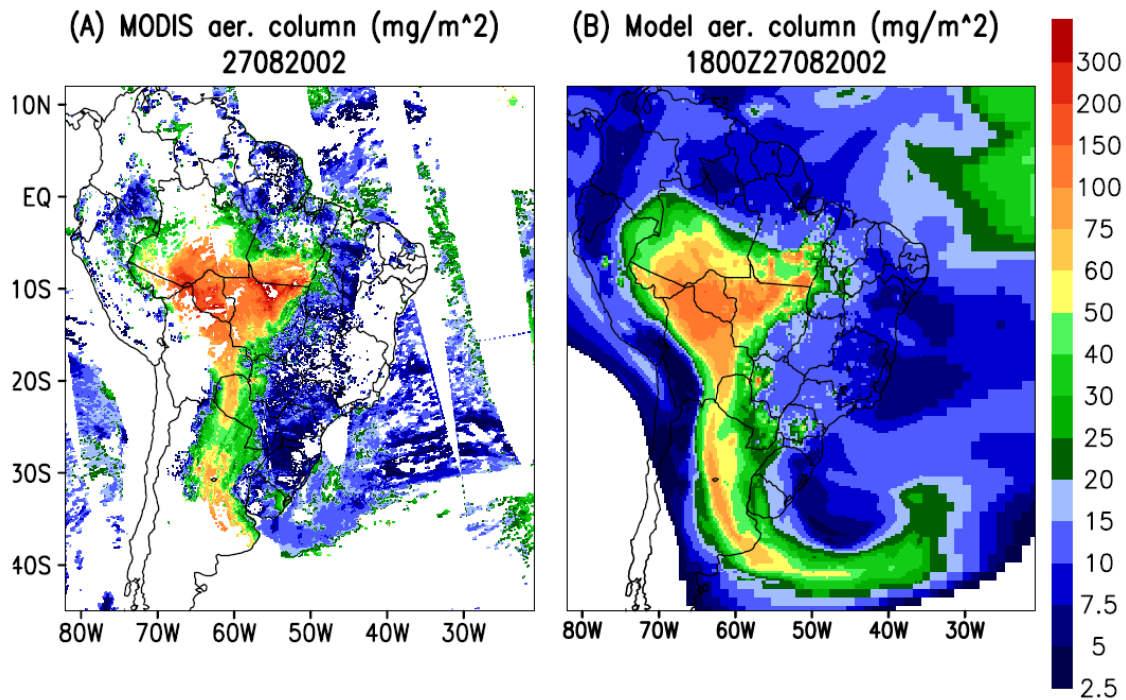 (A) MODIS aer. column (mg/m^2)
27082002
(B) Model aer. column (mg/m^2)
1800Z27082002
10N
EQ
10S
20S
30S
40S
80W 70W 60W 50W 40W 30W
80W 70W 60W 50W 40W 30W
300
200
150
100
75
60
50
40
30
25
20
15
10
7.5
5
2.5